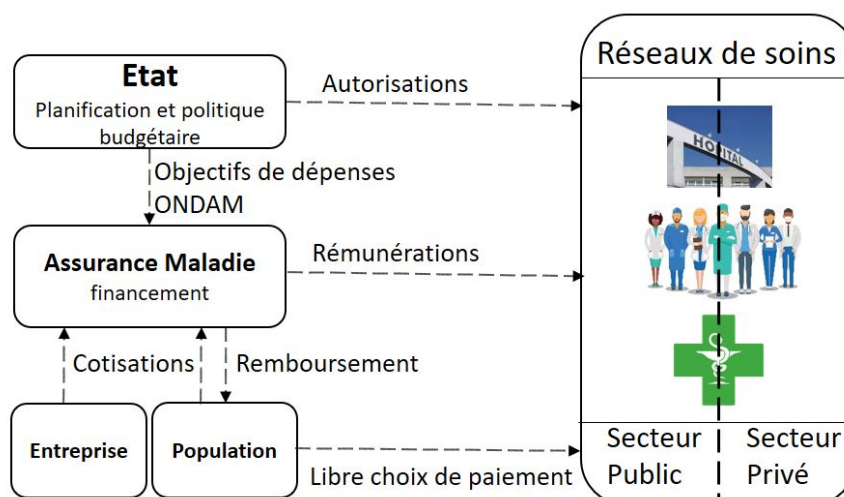 Etat
Planification et politique
budgétaire
Autorisations
Réseaux de soins
HOPITAL
Objectifs de dépenses
ONDAM
Assurance Maladie
financement
Rémunérations
Cotisations
Remboursement
Entreprise
Population
Libre choix de paiement
Secteur
Public
Secteur
Privé